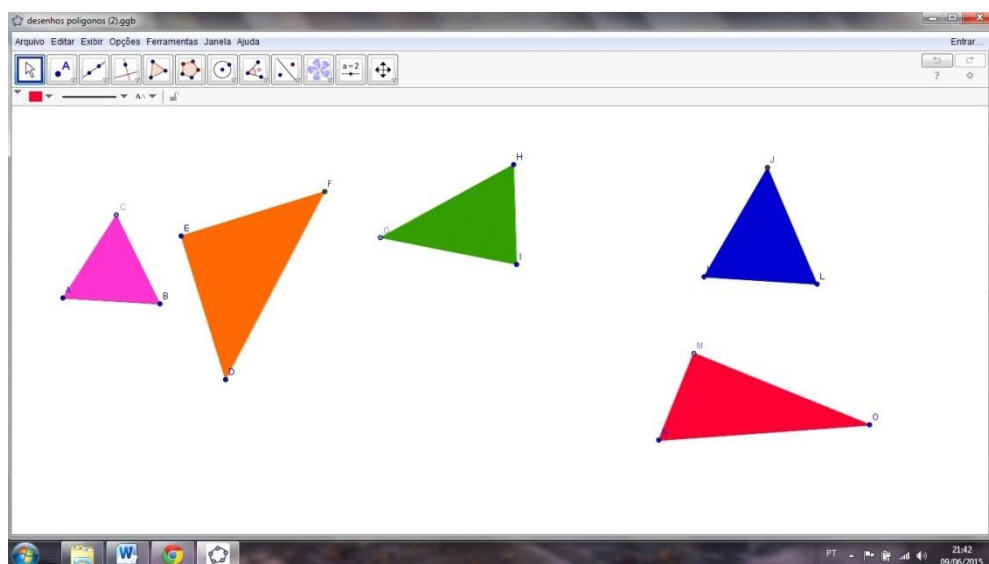 desenhos poligonos (2).ggb
Arquivo Editar Exibir Opções Ferramentas Janela Ajuda
Entrar...
A
a=2
?
AA
H
J
F
C
G
E
I
A
B
L
D
M
O
N
W
PT
21:42
09/06/2015